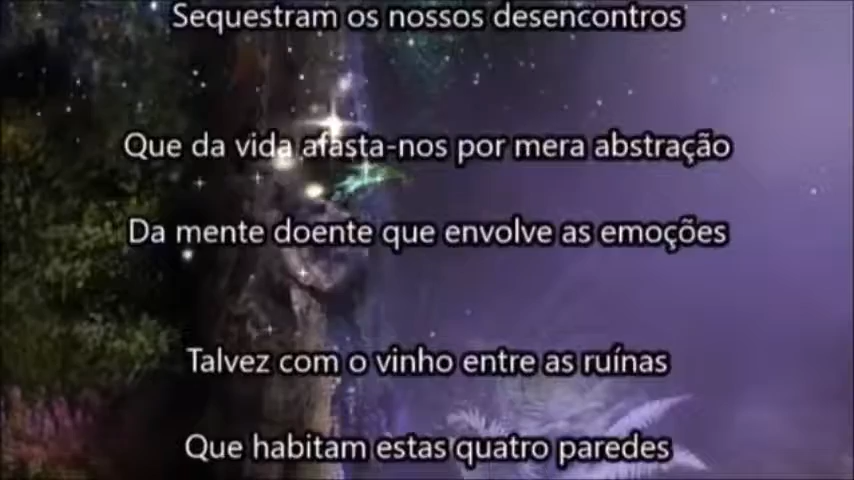 Sequestram os nossos desencontros
Que da vida afasta-nos por mera abstração
Da mente doente que envolve as emoções
Talvez com o vinho entre as ruínas
Que habitam estas quatro paredes